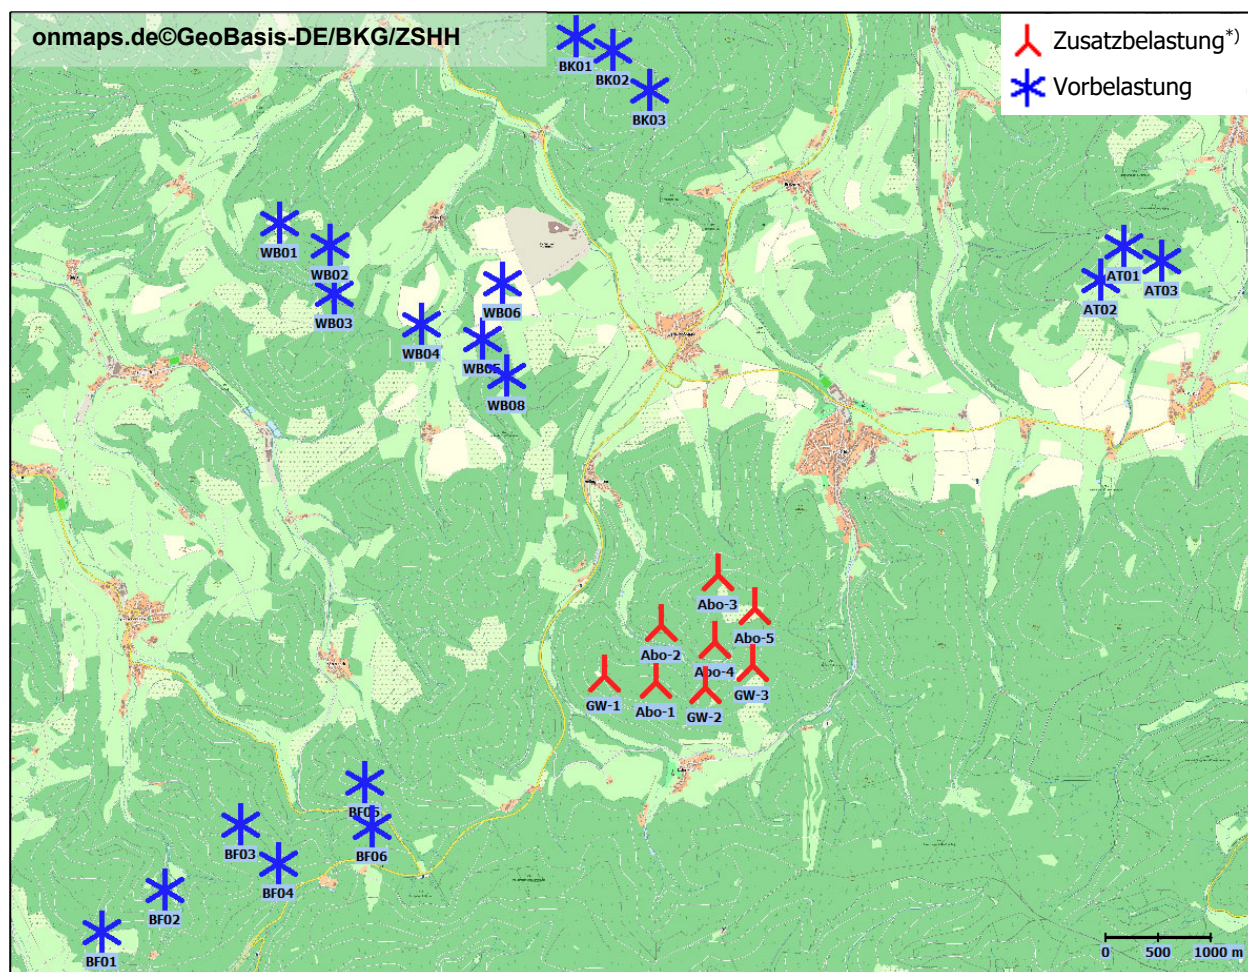 onmaps.de©GeoBasis-DE/BKG/ZSHH
Zusatzbelastung*)
Vorbelastung
BK01
BK02
BK03
WB01
WB02
WB03
WB04
WB06
WB05
WB08
AT01
AT02
AT03
Abo-3
Abo-5
Abo-2
Abo-4
GW-3
GW-1
Abo-1
GW-2
BF05
BF06
BF03
BF04
BF02
BF01
0 500 1000 m